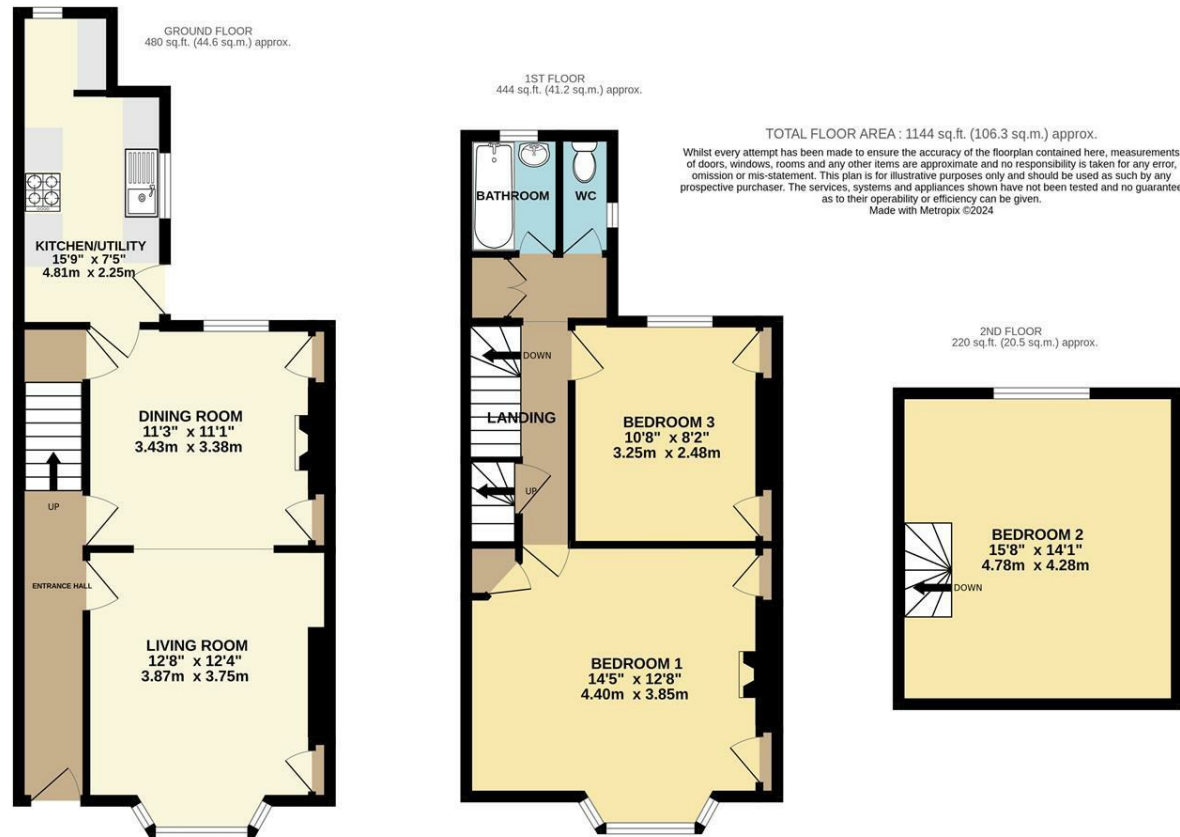 GROUND FLOOR
480 sq.ft. (44.6 sq.m.) approx.
KITCHEN/UTILITY
15'9" x 7'5"
4.81m x 2.25m
DINING ROOM
11'3" x 11'1"
3.43m x 3.38m
UP
ENTRANCE HALL
LIVING ROOM
12'8" x 12'4"
3.87m x 3.75m
1ST FLOOR
444 sq.ft. (41.2 sq.m.) approx.
BATHROOM
WC
DOWN
LANDING
UP
BEDROOM 3
10'8" x 8'2"
3.25m x 2.48m
BEDROOM 1
14'5" x 12'8"
4.40m x 3.85m
TOTAL FLOOR AREA : 1144 sq.ft. (106.3 sq.m.) approx.
Whilst every attempt has been made to ensure the accuracy of the floorplan contained here, measurements
of doors, windows, rooms and any other items are approximate and no responsibility is taken for any error,
omission or mis-statement. This plan is for illustrative purposes only and should be used as such by any
prospective purchaser. The services, systems and appliances shown have not been tested and no guarantee
as to their operability or efficiency can be given.
Made with Metropix ©2024
2ND FLOOR
220 sq.ft. (20.5 sq.m.) approx.
BEDROOM 2
15'8" x 14'1"
4.78m x 4.28m
DOWN